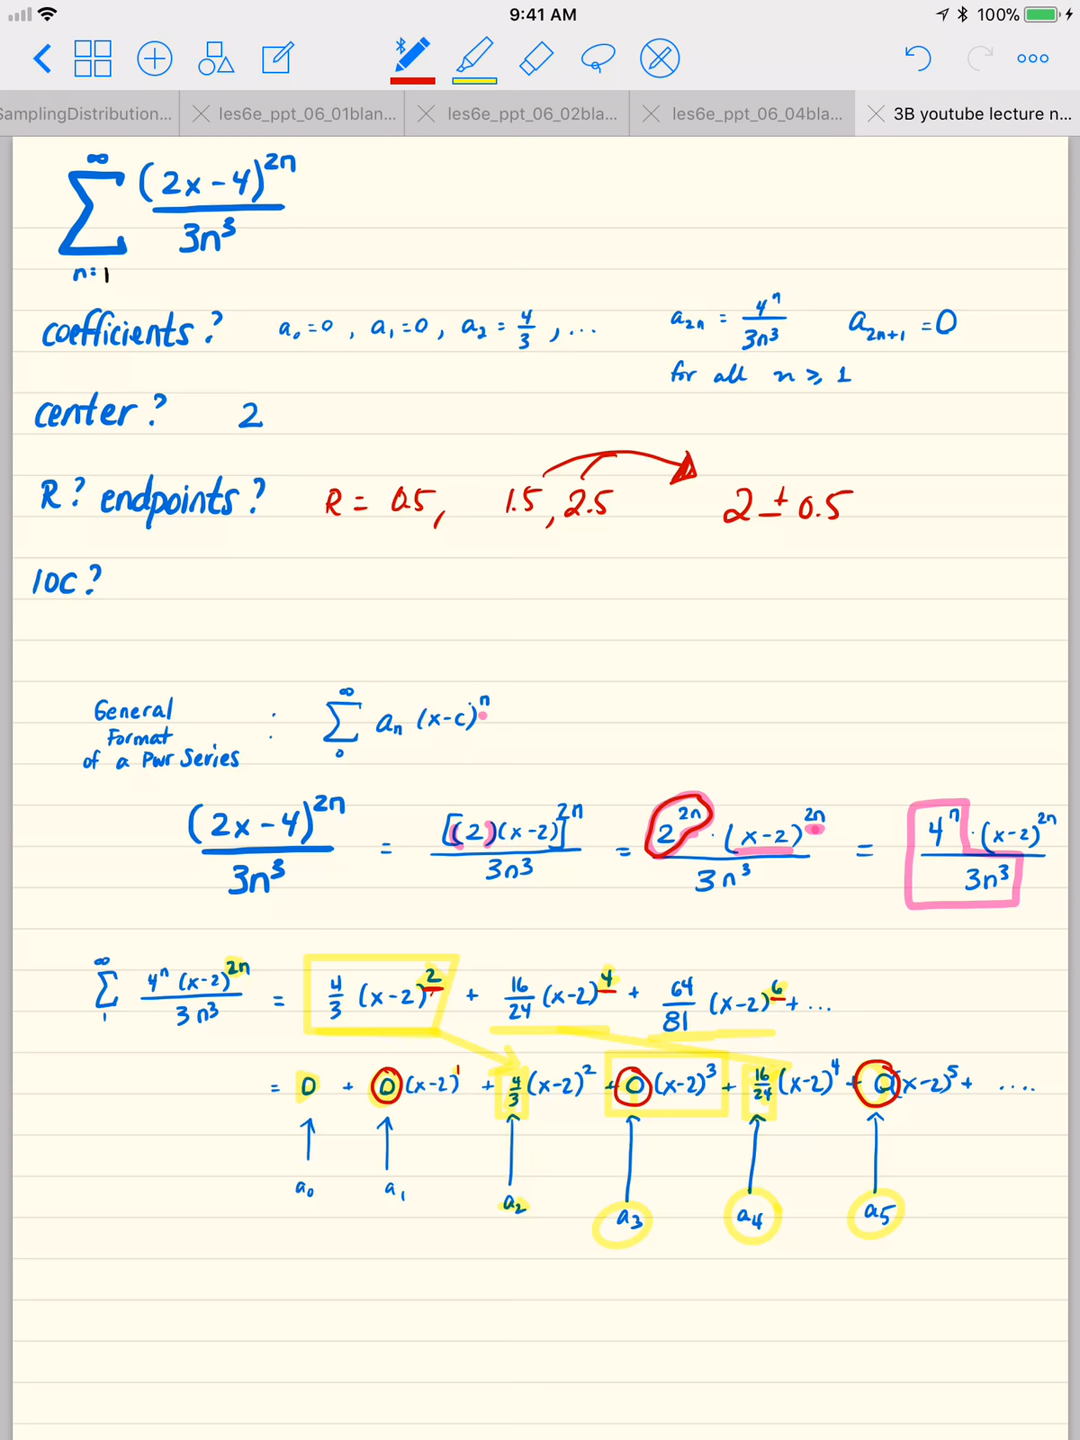 9:41 AM
100%
SamplingDistribution...
les6e_ppt_06_01blan...
les6e_ppt_06_02bla...
les6e_ppt_06_04bla...
3B youtube lecture n...
∞ Σ n=1 (2x-4)^2n / 3n³
coefficients? a₀=0, a₁=0, a₂ = 4/3, ... a₂ₙ = 4ⁿ/3n³ a₂ₙ₊₁ = 0
for all n ≥ 1
center? 2
R? endpoints? R = 0.5, 1.5, 2.5 2 ± 0.5
IOC?
General
Format
of a Pwr Series : ∞ Σ 0 aₙ (x-c)ⁿ
(2x-4)^2n / 3n³ = [(2)(x-2)]^2n / 3n³ = 2^2n · (x-2)^2n / 3n³ = 4ⁿ · (x-2)^2n / 3n³
∞ Σ 1 4ⁿ (x-2)^2n / 3n³ = 4/3 (x-2)² + 16/24 (x-2)⁴ + 64/81 (x-2)⁶ + ...
= 0 + 0 (x-2)¹ + 4/3 (x-2)² + 0 (x-2)³ + 16/24 (x-2)⁴ + 0(x-2)⁵ + ....
a₀ a₁ a₂ a₃ a₄ a₅